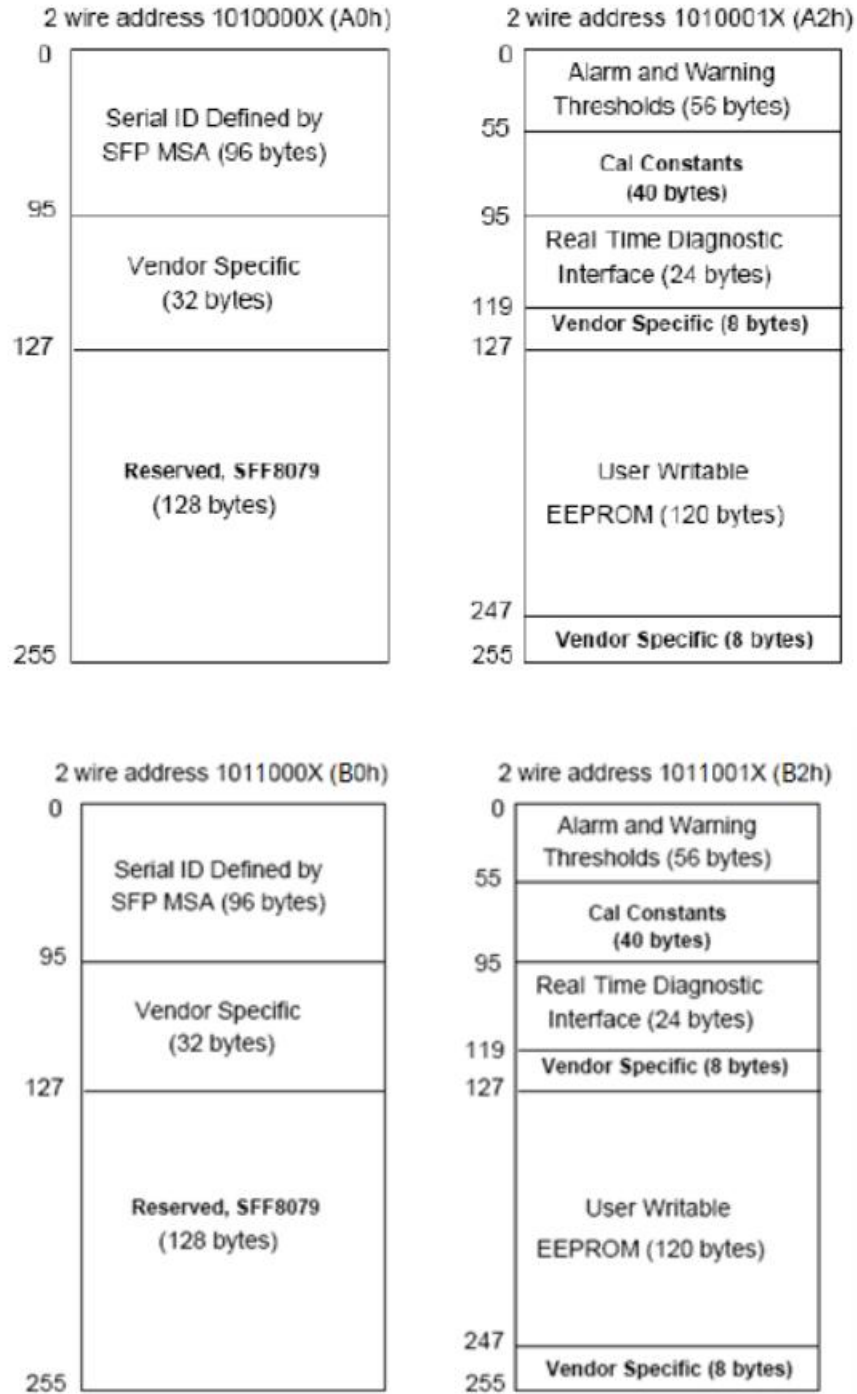 2 wire address 1010000X (A0h)
0
Serial ID Defined by
SFP MSA (96 bytes)
95
Vendor Specific
(32 bytes)
127
Reserved, SFF8079
(128 bytes)
255
2 wire address 1010001X (A2h)
0
Alarm and Warning
Thresholds (56 bytes)
55
Cal Constants
(40 bytes)
95
Real Time Diagnostic
Interface (24 bytes)
119
Vendor Specific (8 bytes)
127
User Writable
EEPROM (120 bytes)
247
Vendor Specific (8 bytes)
255
2 wire address 1011000X (B0h)
0
Serial ID Defined by
SFP MSA (96 bytes)
95
Vendor Specific
(32 bytes)
127
Reserved, SFF8079
(128 bytes)
255
2 wire address 1011001X (B2h)
0
Alarm and Warning
Thresholds (56 bytes)
55
Cal Constants
(40 bytes)
95
Real Time Diagnostic
Interface (24 bytes)
119
Vendor Specific (8 bytes)
127
User Writable
EEPROM (120 bytes)
247
Vendor Specific (8 bytes)
255